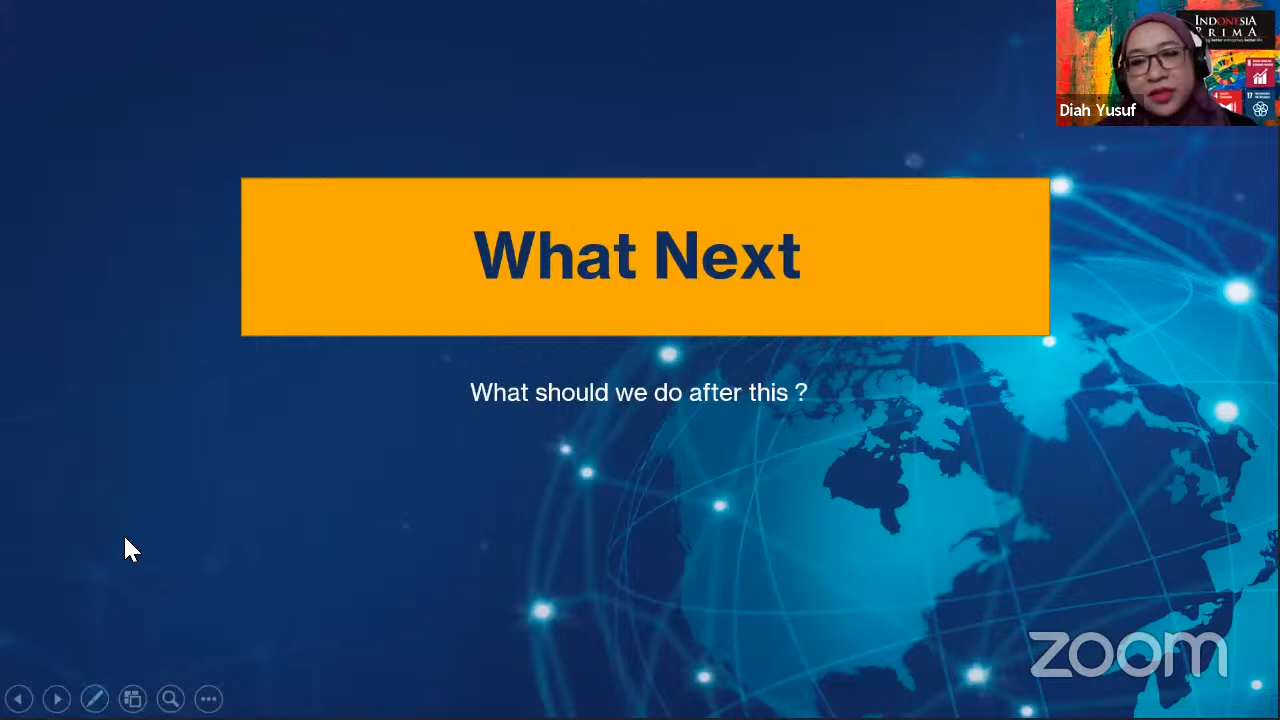 INDONESIA
PRIMA
Diah Yusuf
What Next
What should we do after this ?
zoom